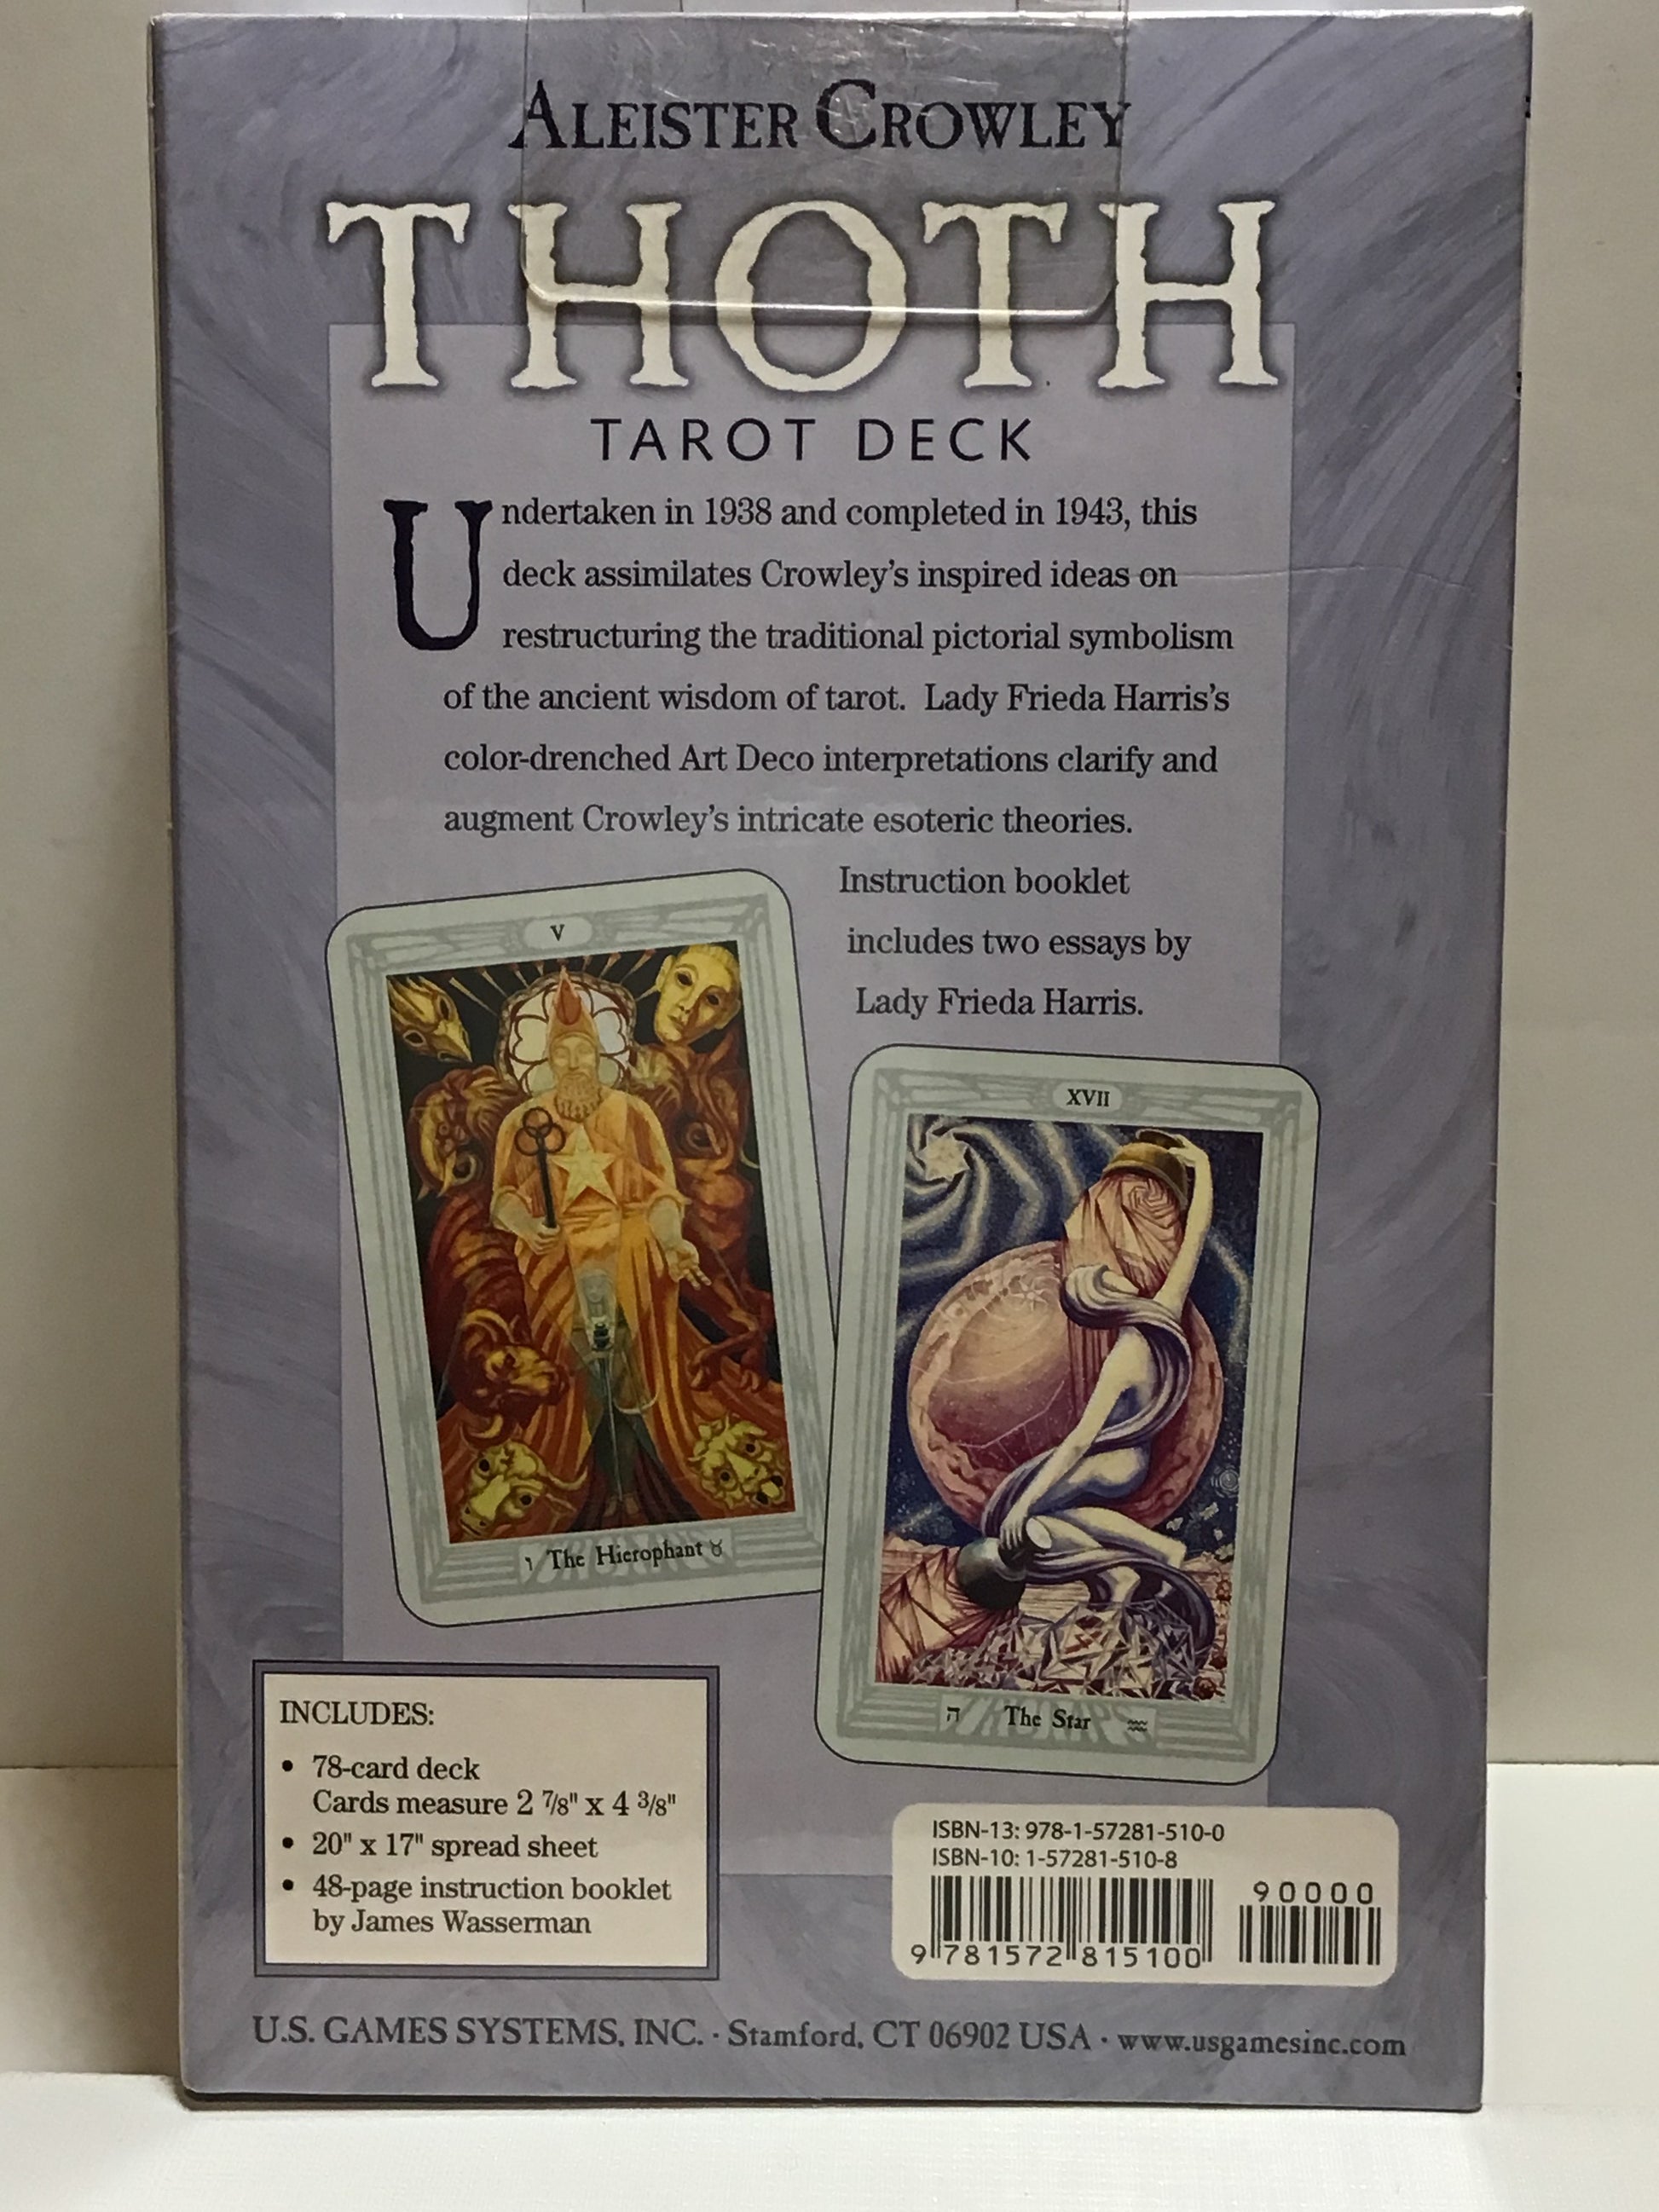 ALEISTER CROWLEY
THOTH
TAROT DECK
Undertaken in 1938 and completed in 1943, this
deck assimilates Crowley's inspired ideas on
restructuring the traditional pictorial symbolism
of the ancient wisdom of tarot. Lady Frieda Harris's
color-drenched Art Deco interpretations clarify and
augment Crowley's intricate esoteric theories.
Instruction booklet
includes two essays by
Lady Frieda Harris.
V
ו The Hierophant ♉
XVII
ה The Star ♒
INCLUDES:
• 78-card deck
Cards measure 2 7/8" x 4 3/8"
• 20" x 17" spread sheet
• 48-page instruction booklet
by James Wasserman
ISBN-13: 978-1-57281-510-0
ISBN-10: 1-57281-510-8
90000
9 781572 815100
U.S. GAMES SYSTEMS, INC. · Stamford, CT 06902 USA · www.usgamesinc.com